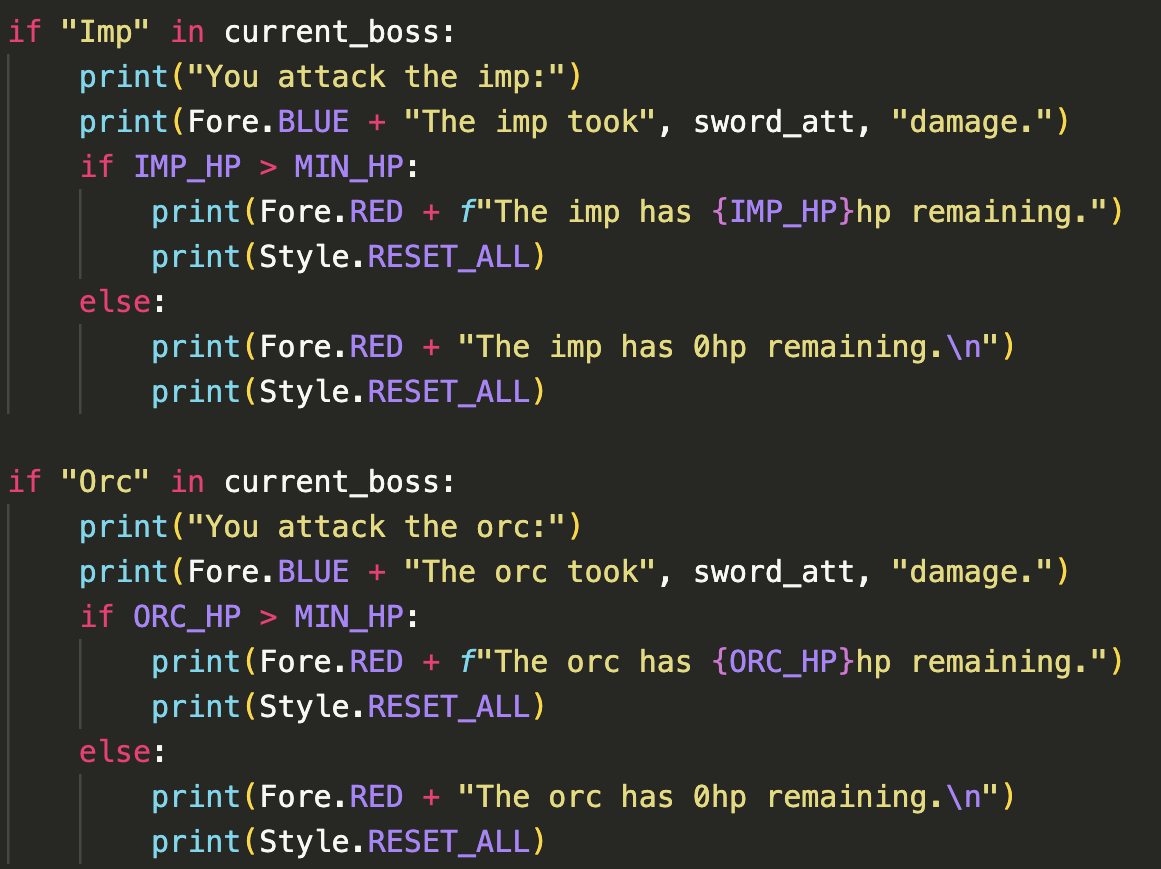 if "Imp" in current_boss:
    print("You attack the imp:")
    print(Fore.BLUE + "The imp took", sword_att, "damage.")
    if IMP_HP > MIN_HP:
        print(Fore.RED + f"The imp has {IMP_HP}hp remaining.")
        print(Style.RESET_ALL)
    else:
        print(Fore.RED + "The imp has 0hp remaining.\n")
        print(Style.RESET_ALL)

if "Orc" in current_boss:
    print("You attack the orc:")
    print(Fore.BLUE + "The orc took", sword_att, "damage.")
    if ORC_HP > MIN_HP:
        print(Fore.RED + f"The orc has {ORC_HP}hp remaining.")
        print(Style.RESET_ALL)
    else:
        print(Fore.RED + "The orc has 0hp remaining.\n")
        print(Style.RESET_ALL)